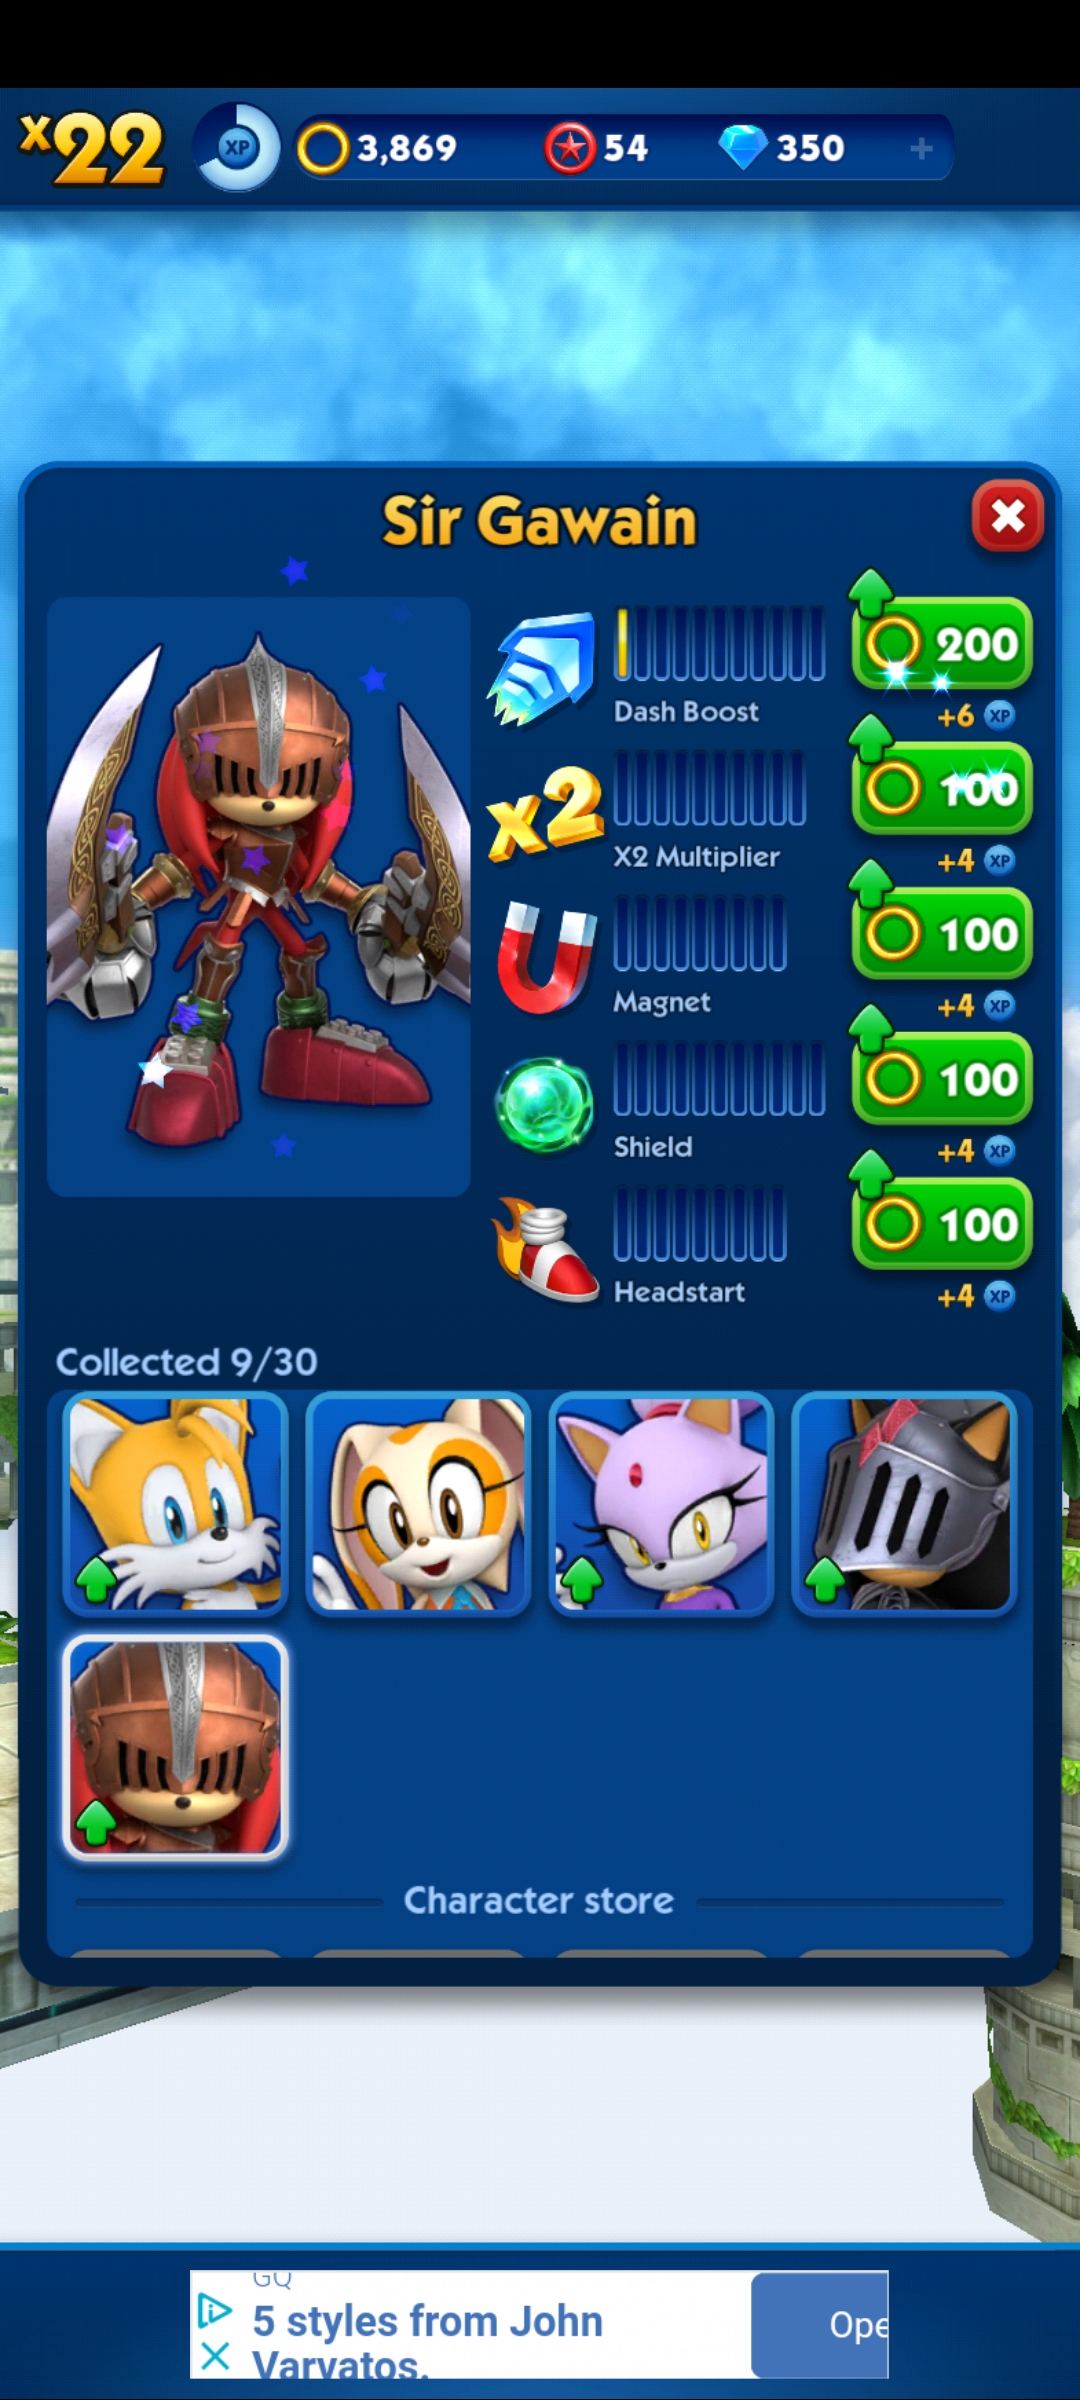 x22 XP 3,869 54 350 +
Sir Gawain
200
Dash Boost
+6 XP
x2
100
X2 Multiplier
+4 XP
100
Magnet
+4 XP
100
Shield
+4 XP
100
Headstart
+4 XP
Collected 9/30
Character store
GQ
5 styles from John
Varvatos.
Ope